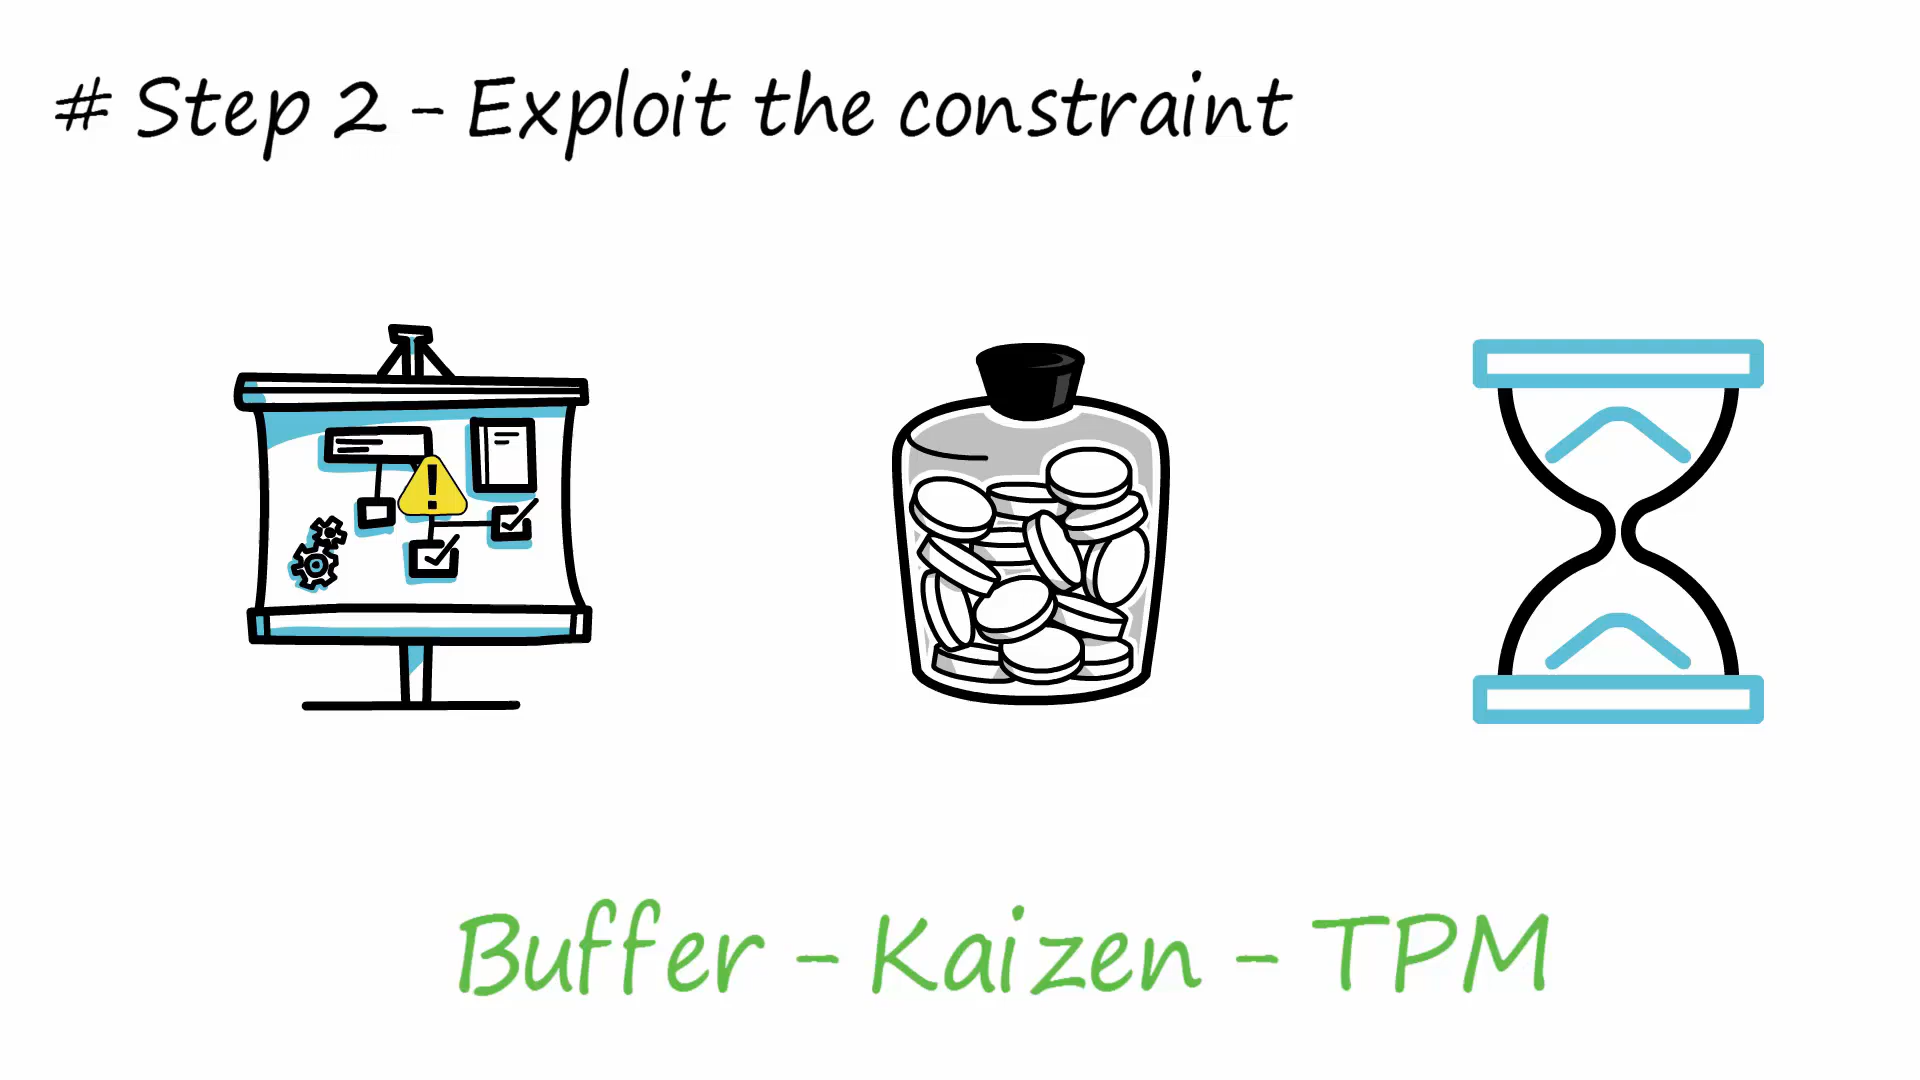 # Step 2 - Exploit the constraint
Buffer - Kaizen - TPM